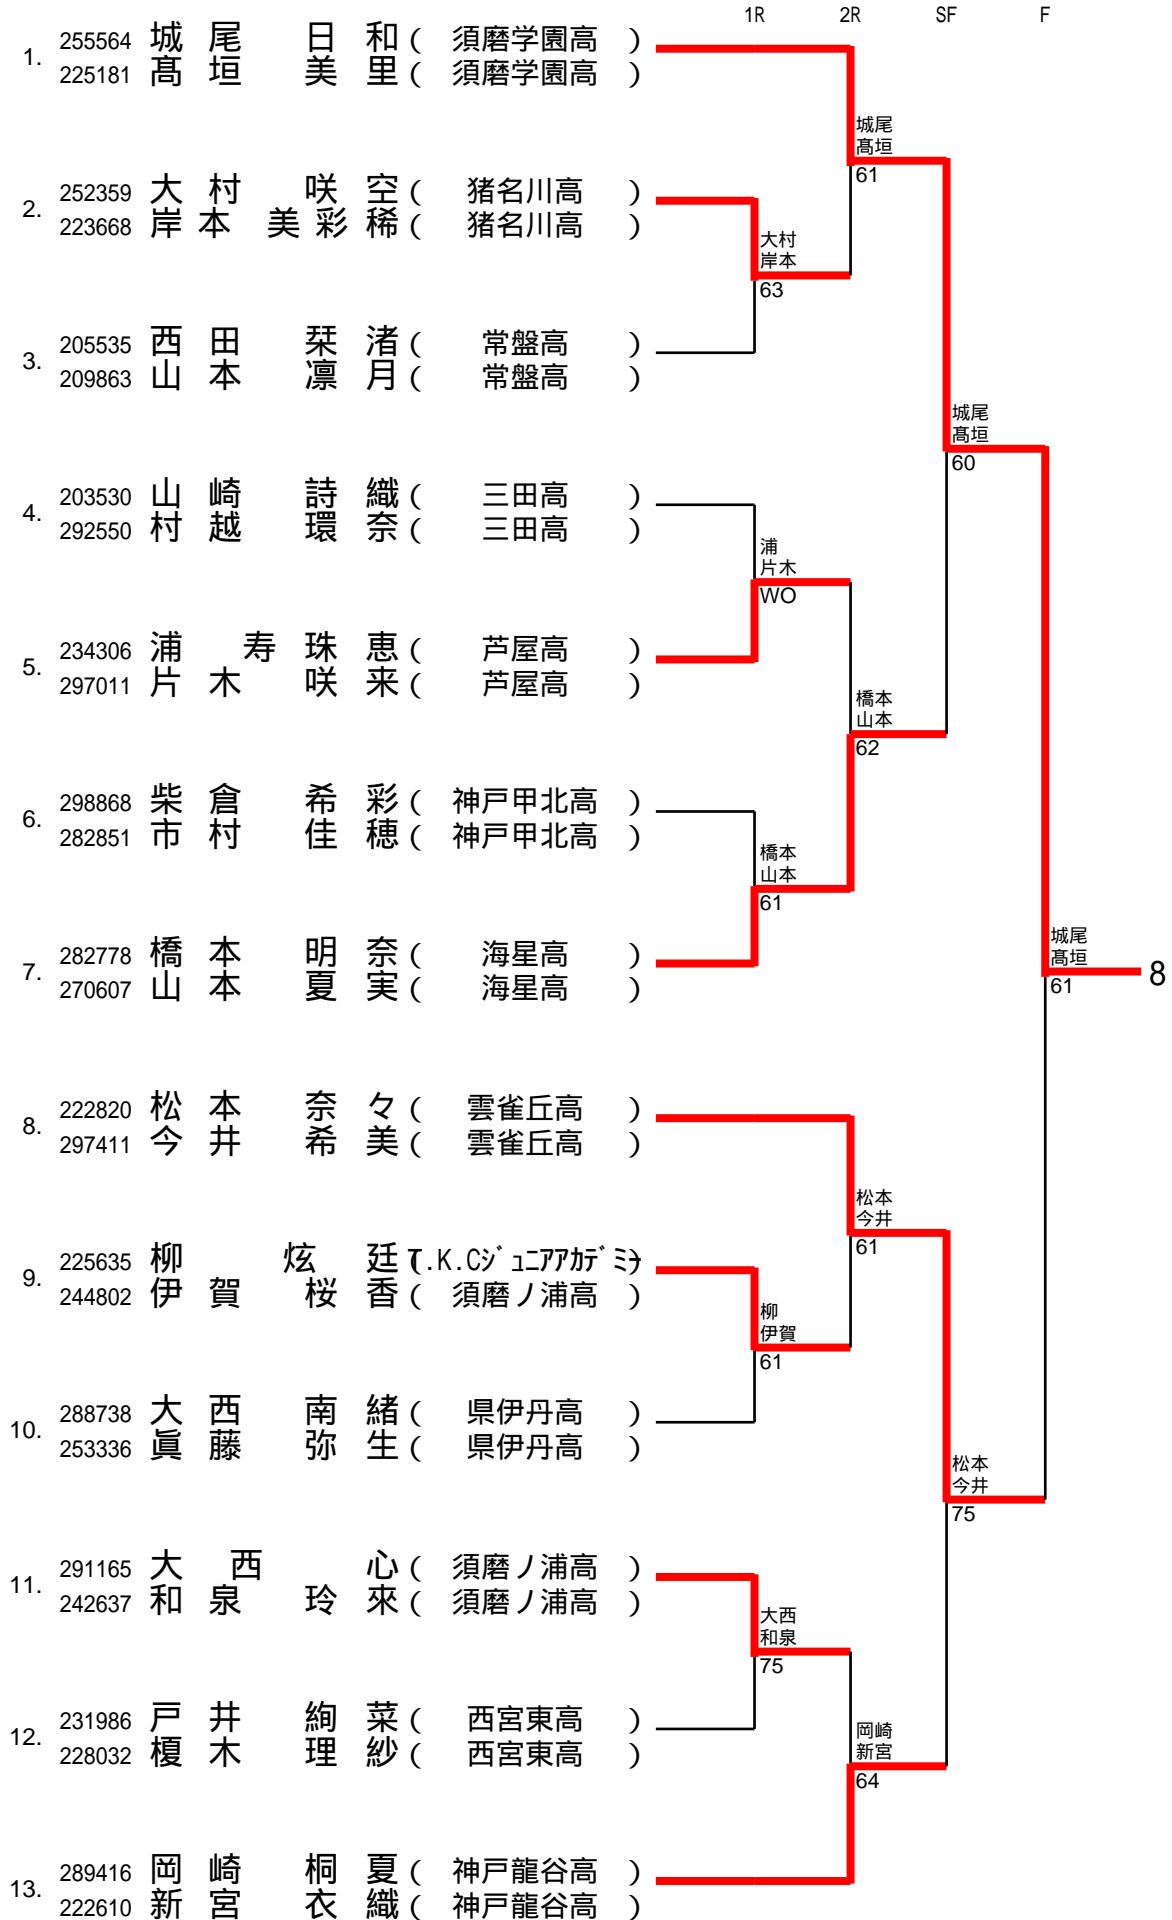 1R 2R SF F
1. 255564 城尾 日和 ( 須磨学園高 )
225181 髙垣 美里 ( 須磨学園高 )
城尾
髙垣
61
2. 252359 大村 咲空 ( 猪名川高 )
223668 岸本 美彩稀 ( 猪名川高 )
大村
岸本
63
3. 205535 西田 栞渚 ( 常盤高 )
209863 山本 凛月 ( 常盤高 )
城尾
髙垣
60
4. 203530 山崎 詩織 ( 三田高 )
292550 村越 環奈 ( 三田高 )
浦
片木
WO
5. 234306 浦 寿珠恵 ( 芦屋高 )
297011 片木 咲来 ( 芦屋高 )
橋本
山本
62
6. 298868 柴倉 希彩 ( 神戸甲北高 )
282851 市村 佳穂 ( 神戸甲北高 )
橋本
山本
61
7. 282778 橋本 明奈 ( 海星高 )
270607 山本 夏実 ( 海星高 )
城尾
髙垣
61
8
8. 222820 松本 奈々 ( 雲雀丘高 )
297411 今井 希美 ( 雲雀丘高 )
松本
今井
61
9. 225635 柳 炫廷 (T.K.Cｼﾞｭﾆｱｱｶﾃﾞﾐｰ)
244802 伊賀 桜香 ( 須磨ノ浦高 )
柳
伊賀
61
10. 288738 大西 南緒 ( 県伊丹高 )
253336 眞藤 弥生 ( 県伊丹高 )
松本
今井
75
11. 291165 大西 心 ( 須磨ノ浦高 )
242637 和泉 玲來 ( 須磨ノ浦高 )
大西
和泉
75
12. 231986 戸井 絢菜 ( 西宮東高 )
228032 榎木 理紗 ( 西宮東高 )
岡崎
新宮
64
13. 289416 岡崎 桐夏 ( 神戸龍谷高 )
222610 新宮 衣織 ( 神戸龍谷高 )